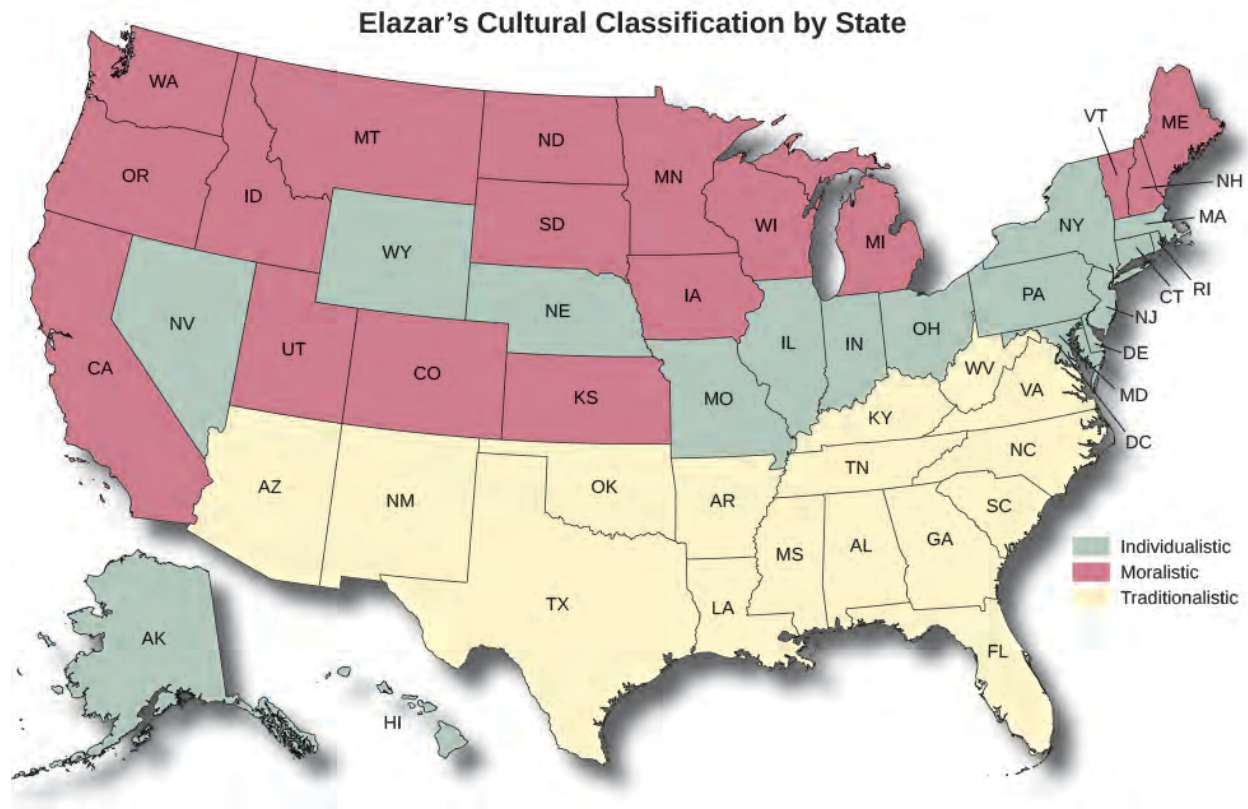 Elazar's Cultural Classification by State
WA
MT
ND
MN
VT
ME
OR
ID
SD
WI
MI
NH
WY
NY
MA
IA
NE
PA
RI
CT
NV
IL
IN
OH
NJ
UT
CO
DE
CA
KS
MO
WV
VA
MD
KY
DC
NC
TN
AZ
NM
OK
AR
SC
MS
AL
GA
Individualistic
Moralistic
Traditionalistic
TX
LA
AK
FL
HI